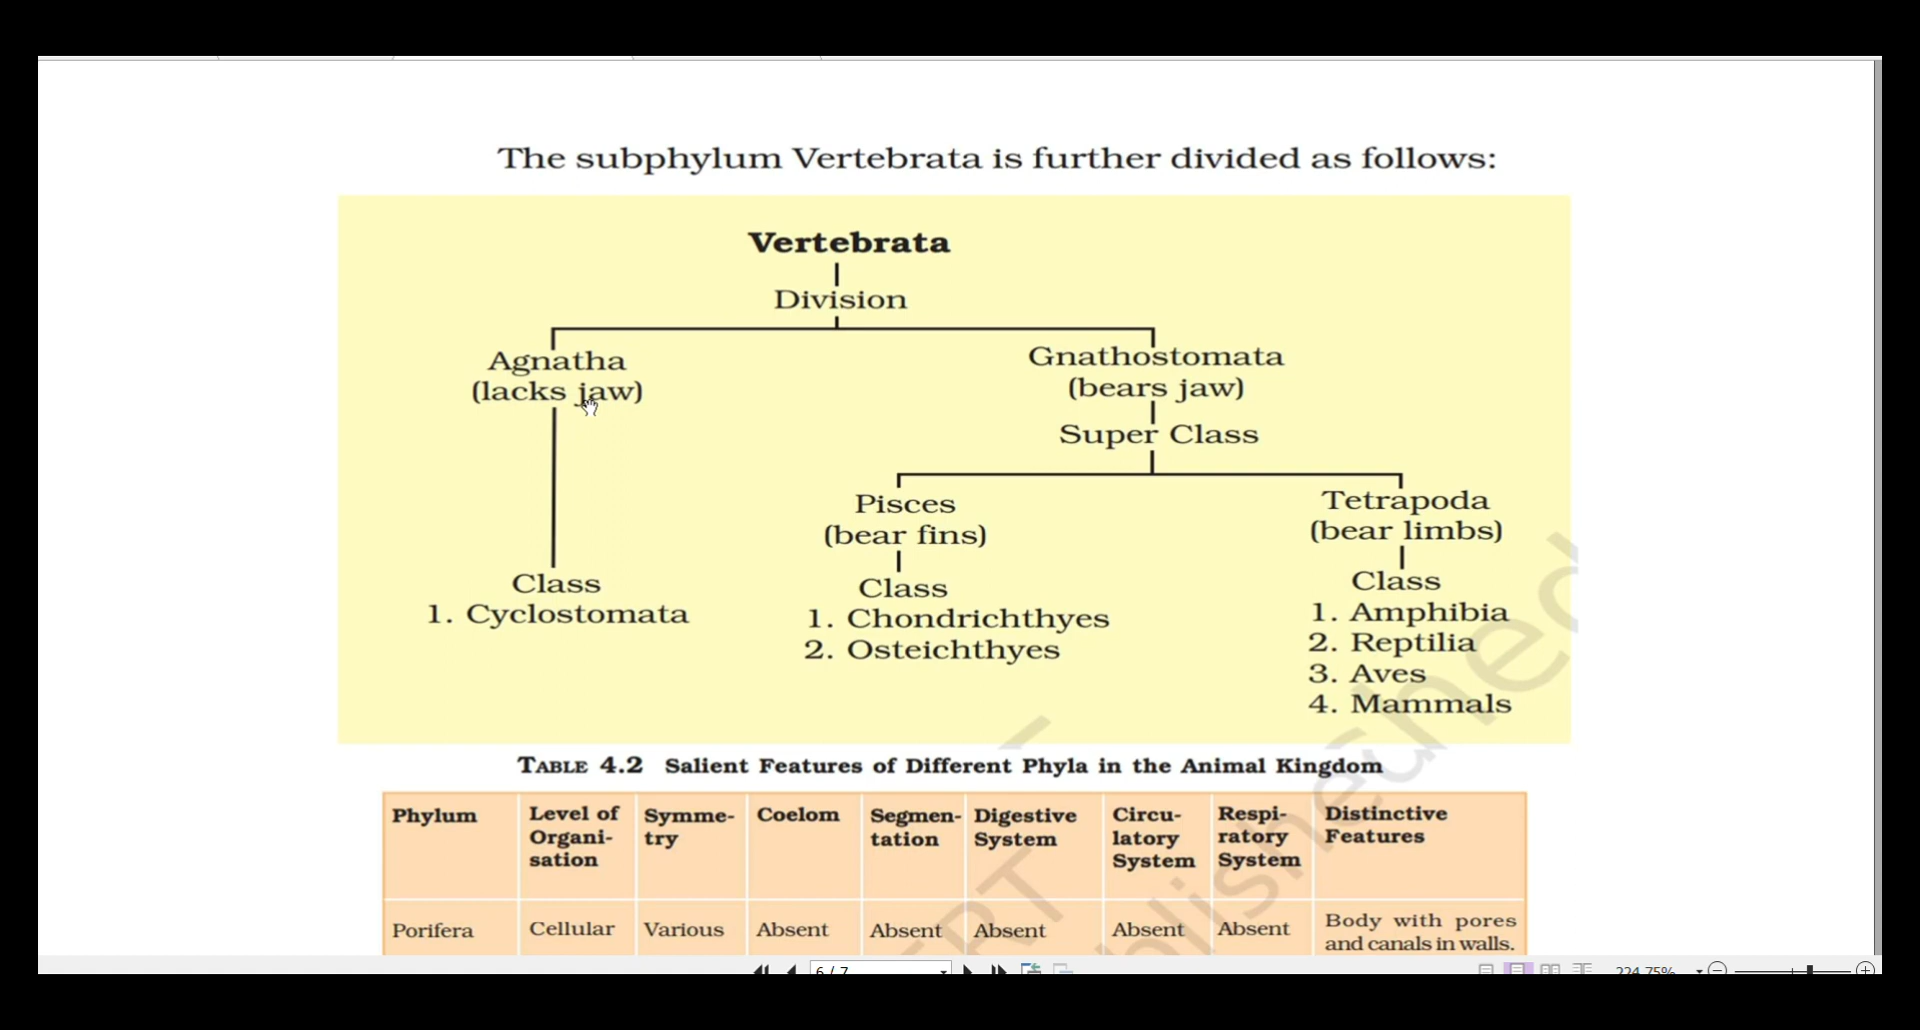 The subphylum Vertebrata is further divided as follows:
Vertebrata
Division
Agnatha
(lacks jaw)
Gnathostomata
(bears jaw)
Super Class
Pisces
(bear fins)
Tetrapoda
(bear limbs)
Class
1. Cyclostomata
Class
1. Chondrichthyes
2. Osteichthyes
Class
1. Amphibia
2. Reptilia
3. Aves
4. Mammals
TABLE 4.2 Salient Features of Different Phyla in the Animal Kingdom
Phylum
Level of
Organi-
sation
Symme-
try
Coelom
Segmen-
tation
Digestive
System
Circu-
latory
System
Respi-
ratory
System
Distinctive
Features
Porifera
Cellular
Various
Absent
Absent
Absent
Absent
Absent
Body with pores
and canals in walls.
6 / 7
224.75%